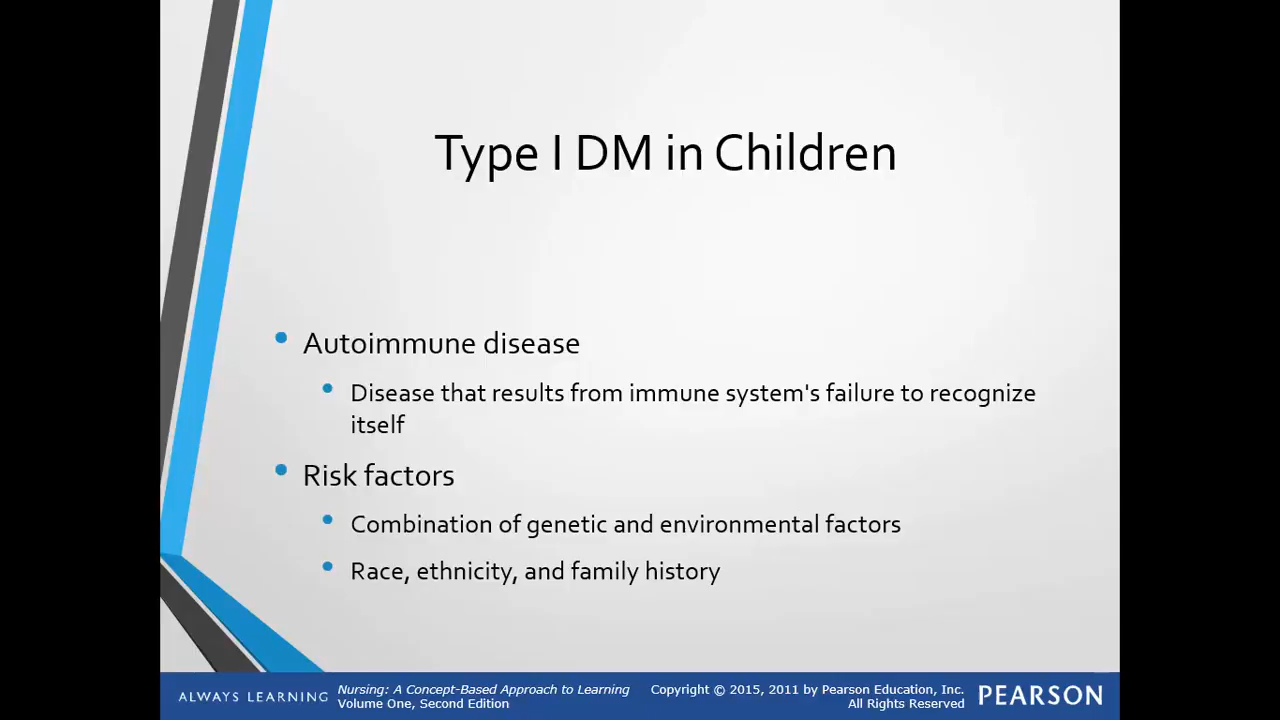 Type I DM in Children
Autoimmune disease
Disease that results from immune system's failure to recognize
itself
Risk factors
Combination of genetic and environmental factors
Race, ethnicity, and family history
ALWAYS LEARNING
Nursing: A Concept-Based Approach to Learning
Volume One, Second Edition
Copyright © 2015, 2011 by Pearson Education, Inc.
All Rights Reserved
PEARSON